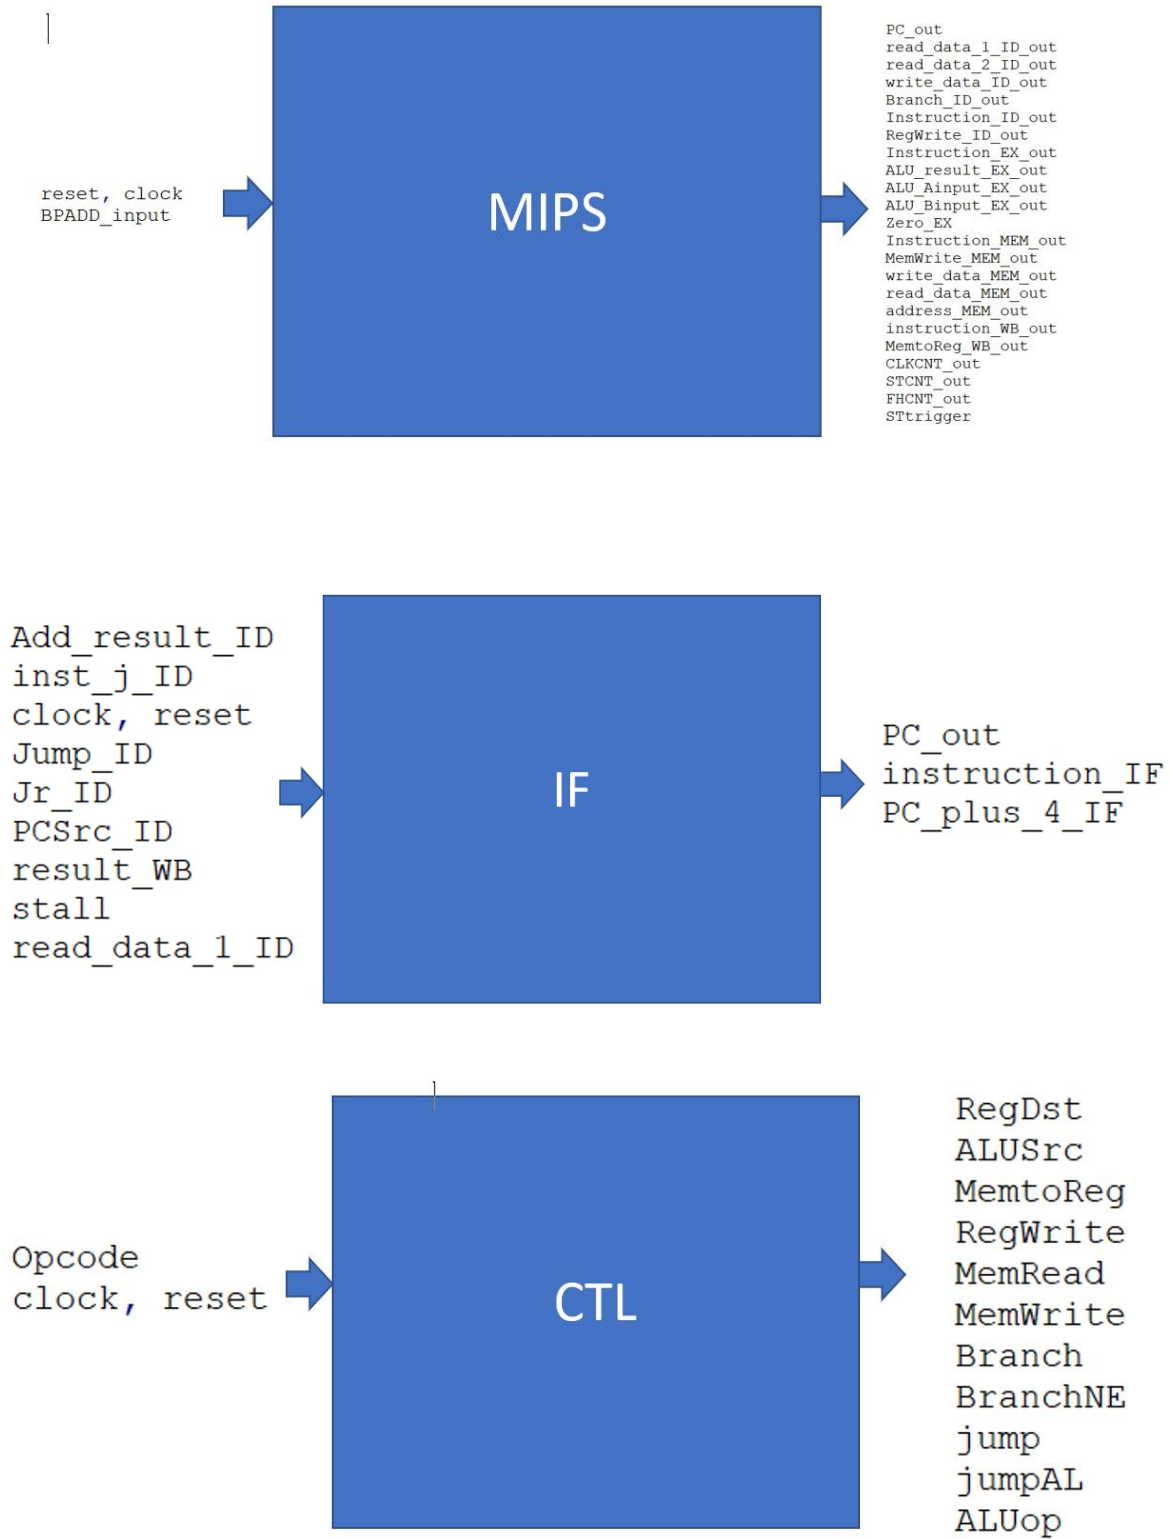 reset, clock
BPADD_input
MIPS
PC_out
read_data_1_ID_out
read_data_2_ID_out
write_data_ID_out
Branch_ID_out
Instruction_ID_out
RegWrite_ID_out
Instruction_EX_out
ALU_result_EX_out
ALU_Ainput_EX_out
ALU_Binput_EX_out
Zero_EX
Instruction_MEM_out
MemWrite_MEM_out
write_data_MEM_out
read_data_MEM_out
address_MEM_out
instruction_WB_out
MemtoReg_WB_out
CLKCNT_out
STCNT_out
FHCNT_out
STtrigger
Add_result_ID
inst_j_ID
clock, reset
Jump_ID
Jr_ID
PCSrc_ID
result_WB
stall
read_data_1_ID
IF
PC_out
instruction_IF
PC_plus_4_IF
Opcode
clock, reset
CTL
RegDst
ALUSrc
MemtoReg
RegWrite
MemRead
MemWrite
Branch
BranchNE
jump
jumpAL
ALUop